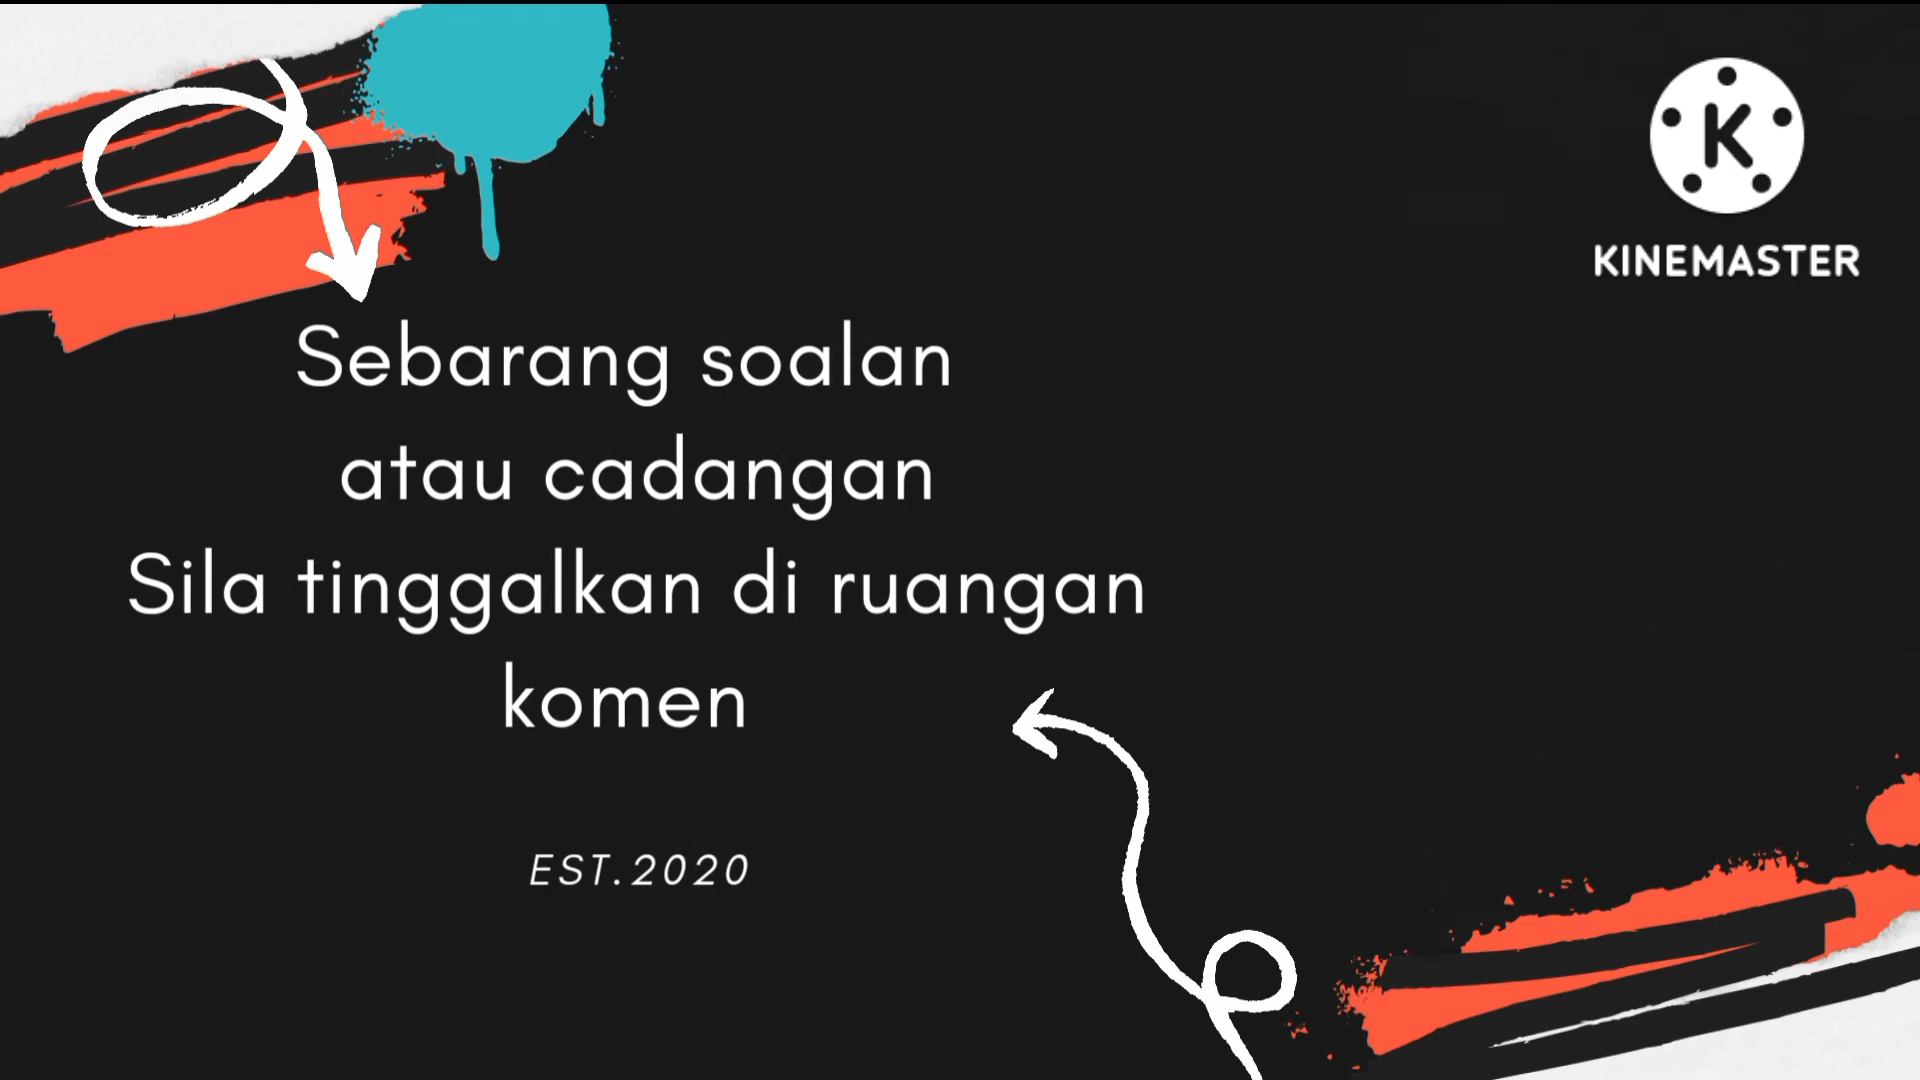 K
KINEMASTER
Sebarang soalan
atau cadangan
Sila tinggalkan di ruangan
komen
EST.2020